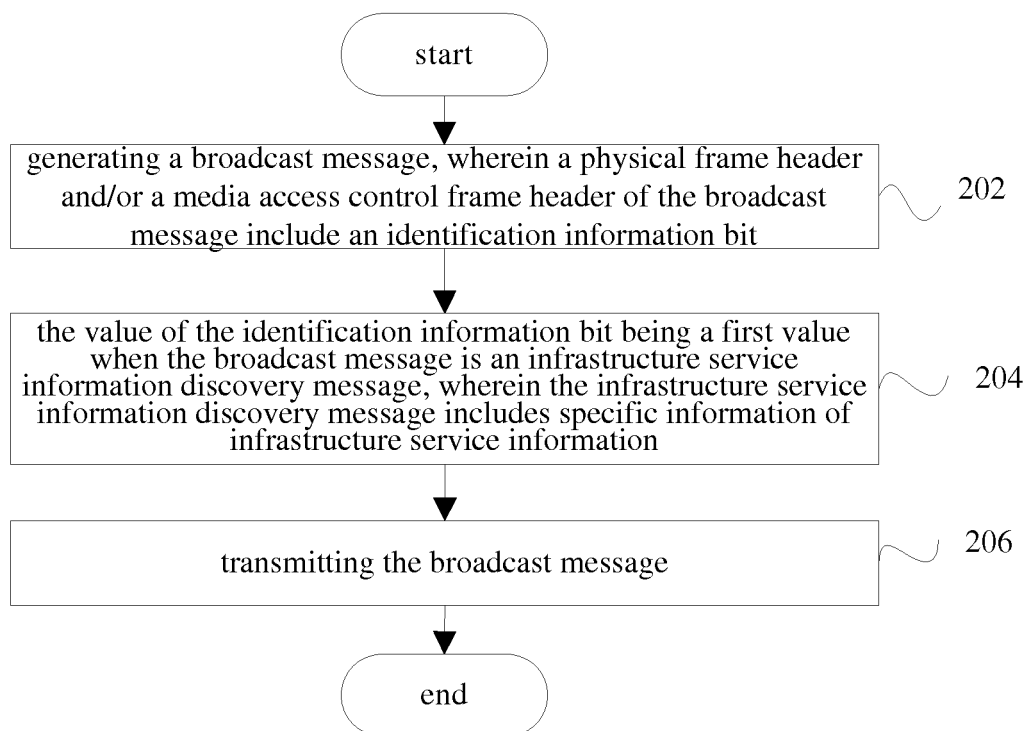 start
generating a broadcast message, wherein a physical frame header
and/or a media access control frame header of the broadcast
message include an identification information bit
202
the value of the identification information bit being a first value
when the broadcast message is an infrastructure service
information discovery message, wherein the infrastructure service
information discovery message includes specific information of
infrastructure service information
204
transmitting the broadcast message
206
end